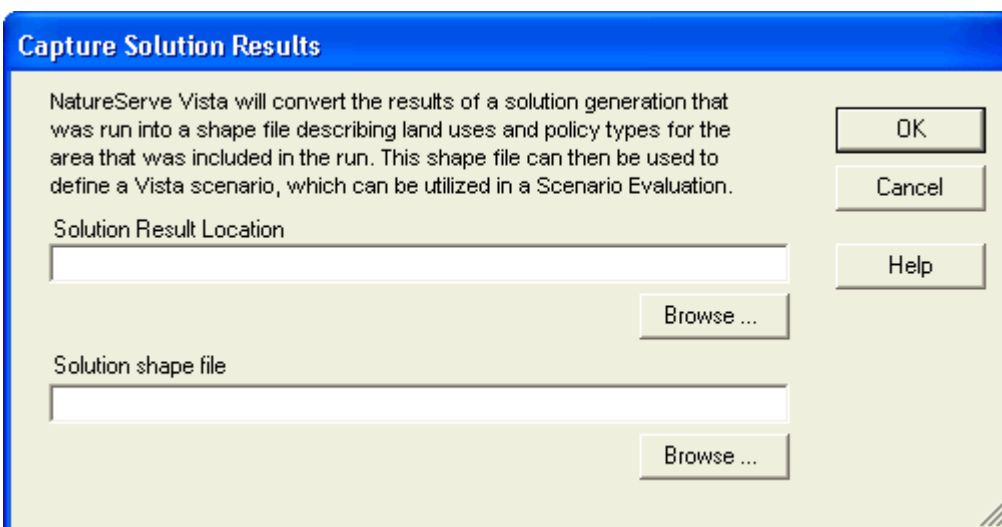 Capture Solution Results
NatureServe Vista will convert the results of a solution generation that
was run into a shape file describing land uses and policy types for the
area that was included in the run. This shape file can then be used to
define a Vista scenario, which can be utilized in a Scenario Evaluation.
OK
Cancel
Help
Solution Result Location
Browse ...
Solution shape file
Browse ...